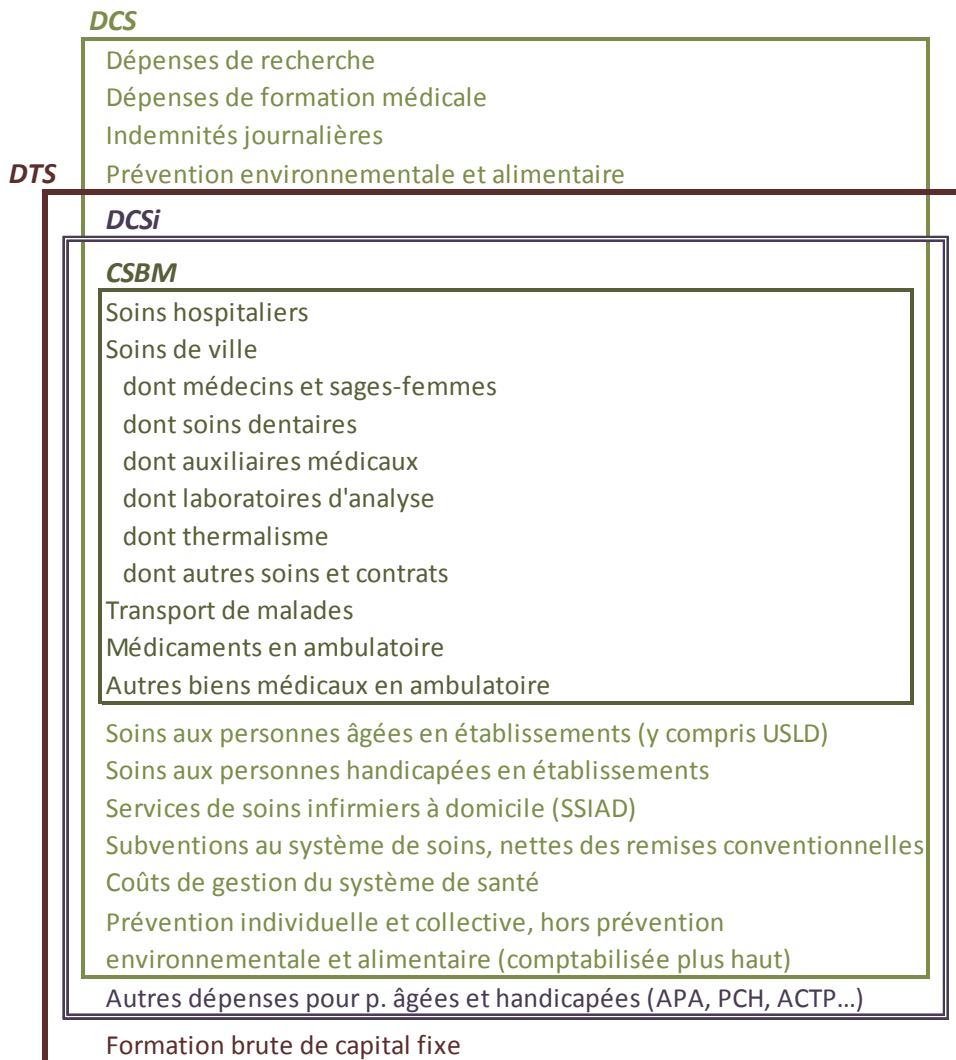 DCS
Dépenses de recherche
Dépenses de formation médicale
Indemnités journalières
DTS Prévention environnementale et alimentaire
DCSi
CSBM
Soins hospitaliers
Soins de ville
dont médecins et sages-femmes
dont soins dentaires
dont auxiliaires médicaux
dont laboratoires d'analyse
dont thermalisme
dont autres soins et contrats
Transport de malades
Médicaments en ambulatoire
Autres biens médicaux en ambulatoire
Soins aux personnes âgées en établissements (y compris USLD)
Soins aux personnes handicapées en établissements
Services de soins infirmiers à domicile (SSIAD)
Subventions au système de soins, nettes des remises conventionnelles
Coûts de gestion du système de santé
Prévention individuelle et collective, hors prévention
environnementale et alimentaire (comptabilisée plus haut)
Autres dépenses pour p. âgées et handicapées (APA, PCH, ACTP…)
Formation brute de capital fixe